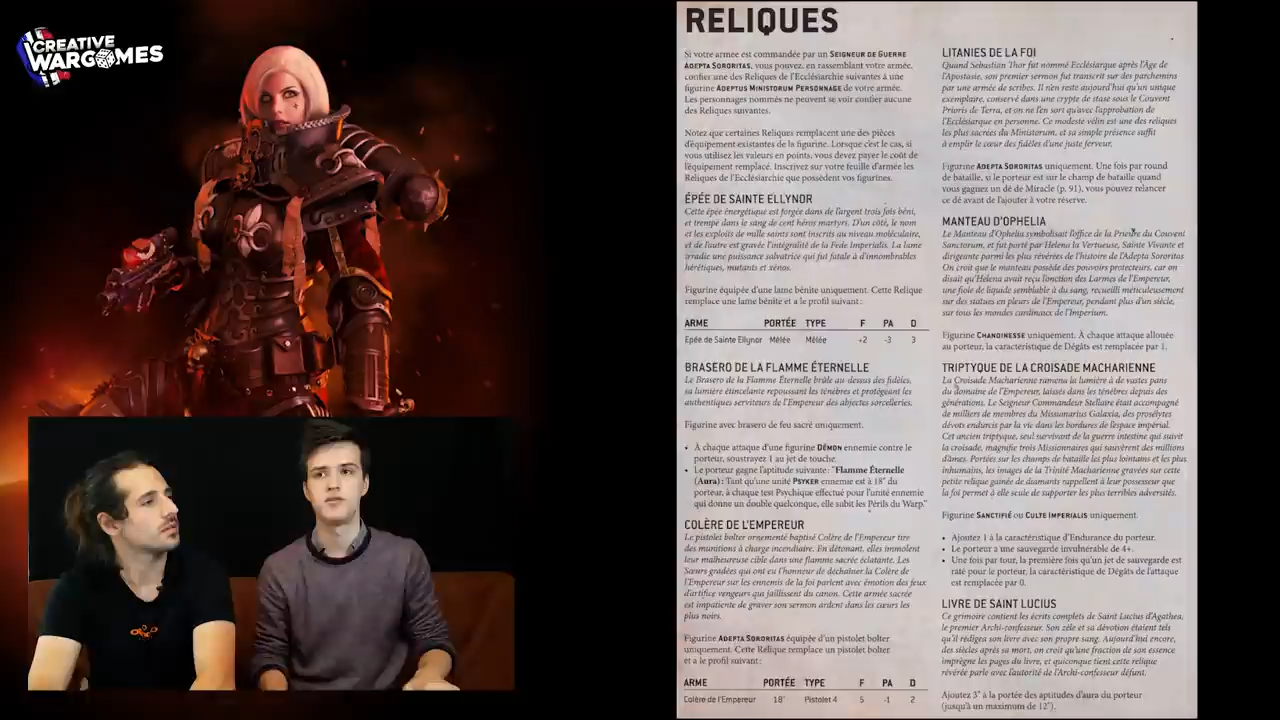 CREATIVE
WARGAMES
RELIQUES
Si votre armée est commandée par un SEIGNEUR DE GUERRE
ADEPTA SORORITAS, vous pouvez, en rassemblant votre armée,
confier une des Reliques de l'Ecclésiarchie suivantes à une
figurine ADEPTUS MINISTORUM PERSONNAGE de votre armée.
Les personnages nommés ne peuvent se voir confier aucune
des Reliques suivantes.
Notez que certaines Reliques remplacent une des pièces
d'équipement existantes de la figurine. Lorsque c'est le cas, si
vous utilisez les valeurs en points, vous devez payer le coût de
l'équipement remplacé. Inscrivez sur votre feuille d'armée les
Reliques de l'Ecclésiarchie que possèdent vos figurines.
ÉPÉE DE SAINTE ELLYNOR
Cette épée énergétique est forgée dans de l'argent trois fois béni,
et trempé dans le sang de cent héros martyrs. D'un côté, le nom
et les exploits de mille saints sont inscrits au niveau moléculaire,
et de l'autre est gravée l'intégralité de la Fede Imperialis. La lame
irradie une puissance salvatrice qui fut fatale à d'innombrables
hérétiques, mutants et xenos.
Figurine équipée d'une lame bénite uniquement. Cette Relique
remplace une lame bénite et a le profil suivant :
ARME PORTÉE TYPE F PA D
Epée de Sainte Ellynor Mêlée Mêlée +2 -3 3
BRASERO DE LA FLAMME ÉTERNELLE
Le Brasero de la Flamme Éternelle brûle au dessus des fidèles,
sa lumière étincelante repoussant les ténèbres et protégeant les
authentiques serviteurs de l'Empereur des abjectes sorcelleries.
Figurine avec brasero de feu sacré uniquement.
• À chaque attaque d'une figurine DÉMON ennemie contre le
porteur, soustrayez 1 au jet de touche.
• Le porteur gagne l'aptitude suivante : "Flamme Éternelle
(Aura) : Tant qu'une unité PSYKER ennemie est à 18" du
porteur, à chaque test Psychique effectué pour l'unité ennemie
qui donne un double quelconque, elle subit les Périls du Warp."
COLÈRE DE L'EMPEREUR
Le pistolet bolter ornementé baptisé Colère de l'Empereur tire
des munitions à charge incendiaire. En détonant, elles immolent
leur malheureuse cible dans une flamme sacrée éclatante. Les
Sœurs gradées qui ont eu l'honneur de déchaîner la Colère de
l'Empereur sur les ennemis de la foi parlent avec émotion des feux
d'artifice vengeurs qui jaillissent du canon. Cette armée sacrée
est impatiente de graver son sermon ardent dans les cœurs les
plus noirs.
Figurine ADEPTA SORORITAS équipée d'un pistolet bolter
uniquement. Cette Relique remplace un pistolet bolter
et a le profil suivant :
ARME PORTÉE TYPE F PA D
Colère de l'Empereur 18" Pistolet 4 5 -1 2
LITANIES DE LA FOI
Quand Sebastian Thor fut nommé Ecclésiarque après l'Âge de
l'Apostasie, son premier sermon fut transcrit sur des parchemins
par une armée de scribes. Il n'en reste aujourd'hui qu'un unique
exemplaire, conservé dans une crypte de stase sous le Couvent
Prioris de Terra, et on ne l'en sort qu'avec l'approbation de
l'Ecclésiarque en personne. Ce modeste vélin est une des reliques
les plus sacrées du Ministorum, et sa simple présence suffit
à emplir le cœur des fidèles d'une juste ferveur.
Figurine ADEPTA SORORITAS uniquement. Une fois par round
de bataille, si le porteur est sur le champ de bataille quand
vous gagnez un dé de Miracle (p. 91), vous pouvez relancer
ce dé avant de l'ajouter à votre réserve.
MANTEAU D'OPHELIA
Le Manteau d'Ophelia symbolisait l'office de la Prieure du Couvent
Sanctorum, et fut porté par Helena la Vertueuse, Sainte Vivante et
dirigeante parmi les plus révérées de l'histoire de l'Adepta Sororitas
On croit que le manteau possède des pouvoirs protecteurs, car on
disait qu'Helena avait reçu l'onction des Larmes de l'Empereur,
une fiole de liquide semblable à du sang, recueilli méticuleusement
sur des statues en pleurs de l'Empereur, pendant plus d'un siècle,
sur tous les mondes cardinaux de l'Imperium.
Figurine CHANOINESSE uniquement. À chaque attaque allouée
au porteur, la caractéristique de Dégâts est remplacée par 1.
TRIPTYQUE DE LA CROISADE MACHARIENNE
La Croisade Macharienne ramena la lumière à de vastes pans
du domaine de l'Empereur, laissés dans les ténèbres depuis des
générations. Le Seigneur Commandeur Stellaire était accompagné
de milliers de membres du Missionarius Galaxia, des prosélytes
dévots endurcis par la vie dans les bordures de l'espace impérial.
Cet ancien triptyque, seul survivant de la guerre intestine qui suivit
la croisade, magnifie trois Missionnaires qui sauvèrent des millions
d'âmes. Portées sur les champs de bataille les plus lointains et les plus
inhumains, les images de la Trinité Macharienne gravées sur cette
petite relique gainée de diamants rappellent à leur possesseur que
la foi permet à elle seule de supporter les plus terribles adversités.
Figurine SANCTIFIÉ ou CULTE IMPERIALIS uniquement.
• Ajoutez 1 à la caractéristique d'Endurance du porteur.
• Le porteur a une sauvegarde invulnérable de 4+.
• Une fois par tour, la première fois qu'un jet de sauvegarde est
raté pour le porteur, la caractéristique de Dégâts de l'attaque
est remplacée par 0.
LIVRE DE SAINT LUCIUS
Ce grimoire contient les écrits complets de Saint Lucius d'Agathea,
le premier Archi-confesseur. Son zèle et sa dévotion étaient tels
qu'il rédigea son livre avec son propre sang. Aujourd'hui encore,
des siècles après sa mort, on croit qu'une fraction de son essence
imprègne les pages du livre, et quiconque tient cette relique
révérée parle avec l'autorité de l'Archi-confesseur défunt.
Ajoutez 3" à la portée des aptitudes d'aura du porteur
(jusqu'à un maximum de 12").